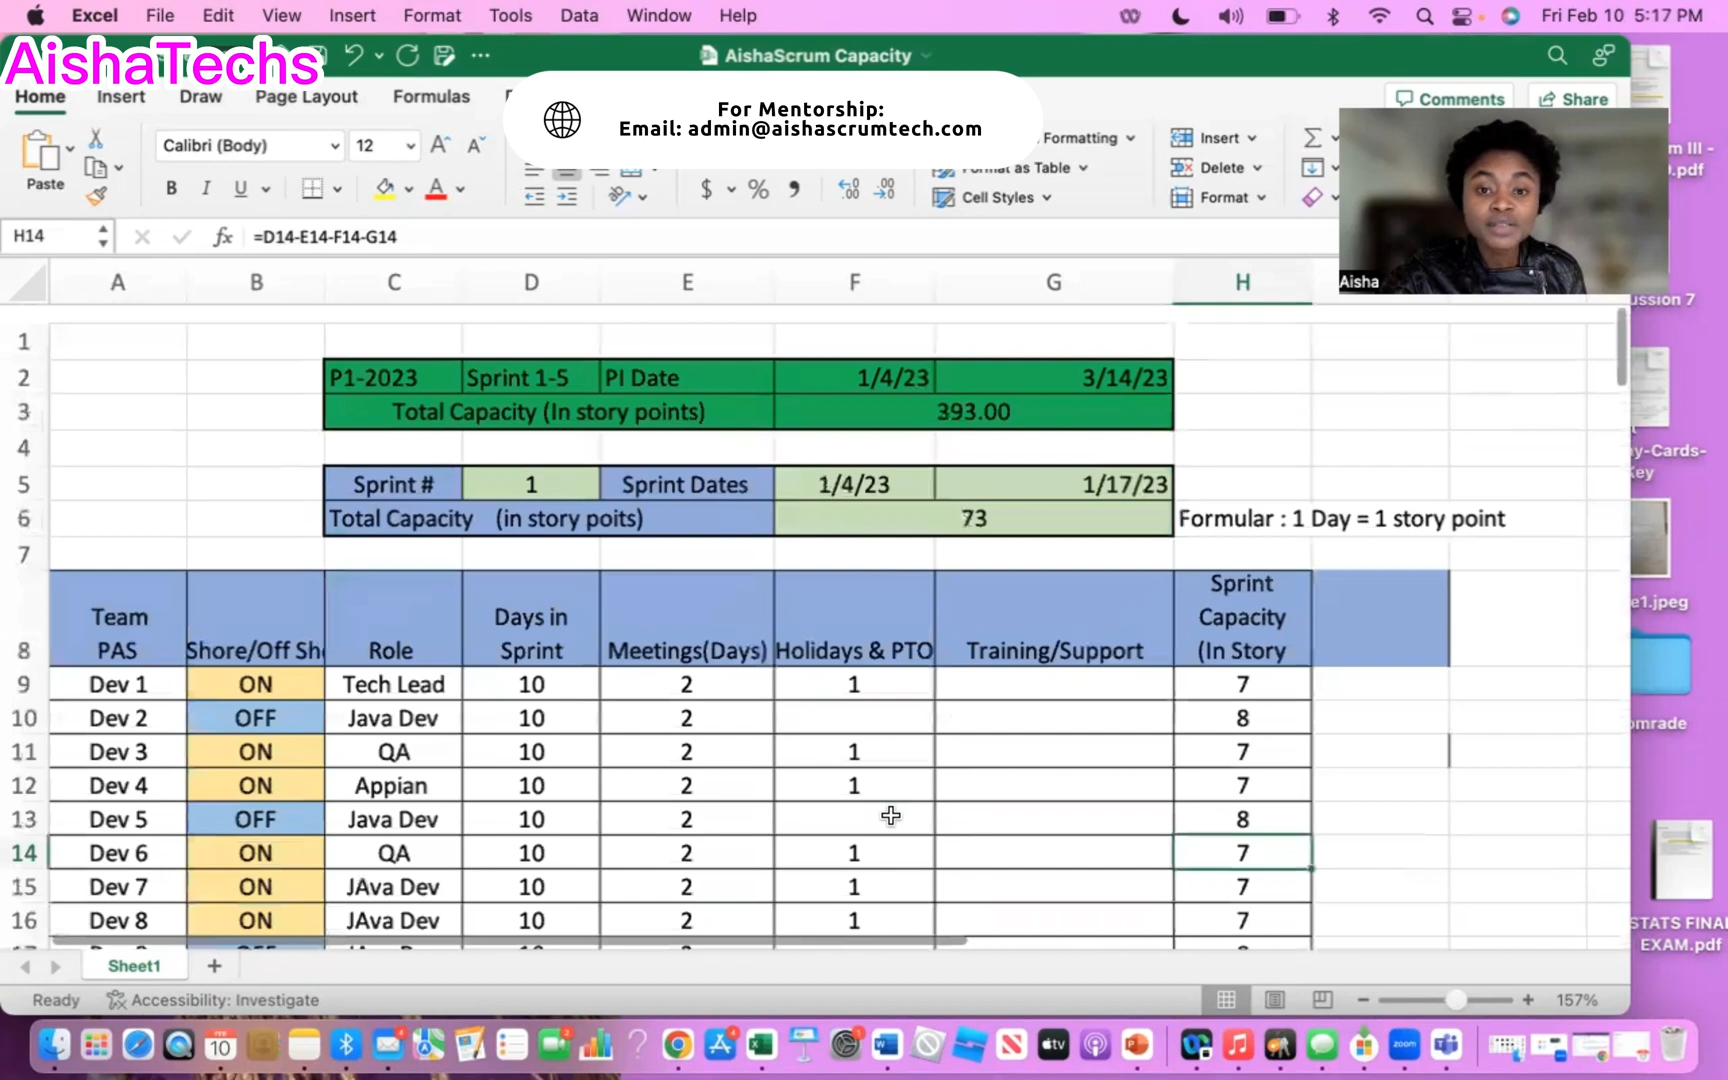 Excel File Edit View Insert Format Tools Data Window Help Fri Feb 10 5:17 PM
AishaTechs
AishaScrum Capacity
Home Insert Draw Page Layout Formulas
Comments Share
For Mentorship:
Email: admin@aishascrumtech.com
Paste
Calibri (Body) 12
B I U
$ % ,
Formatting
Format as Table
Cell Styles
Insert
Delete
Format
H14 fx =D14-E14-F14-G14
Aisha
A B C D E F G H
1
2 P1-2023 Sprint 1-5 PI Date 1/4/23 3/14/23
3 Total Capacity (In story points) 393.00
4
5 Sprint # 1 Sprint Dates 1/4/23 1/17/23
6 Total Capacity (in story poits) 73 Formular : 1 Day = 1 story point
7
8 Team PAS Shore/Off Sh Role Days in Sprint Meetings(Days) Holidays & PTO Training/Support Sprint Capacity (In Story
9 Dev 1 ON Tech Lead 10 2 1 7
10 Dev 2 OFF Java Dev 10 2 8
11 Dev 3 ON QA 10 2 1 7
12 Dev 4 ON Appian 10 2 1 7
13 Dev 5 OFF Java Dev 10 2 8
14 Dev 6 ON QA 10 2 1 7
15 Dev 7 ON JAva Dev 10 2 1 7
16 Dev 8 ON JAva Dev 10 2 1 7
Sheet1
Ready Accessibility: Investigate 157%
STATS FINAL
EXAM.pdf
FEB
10
tv
zoom